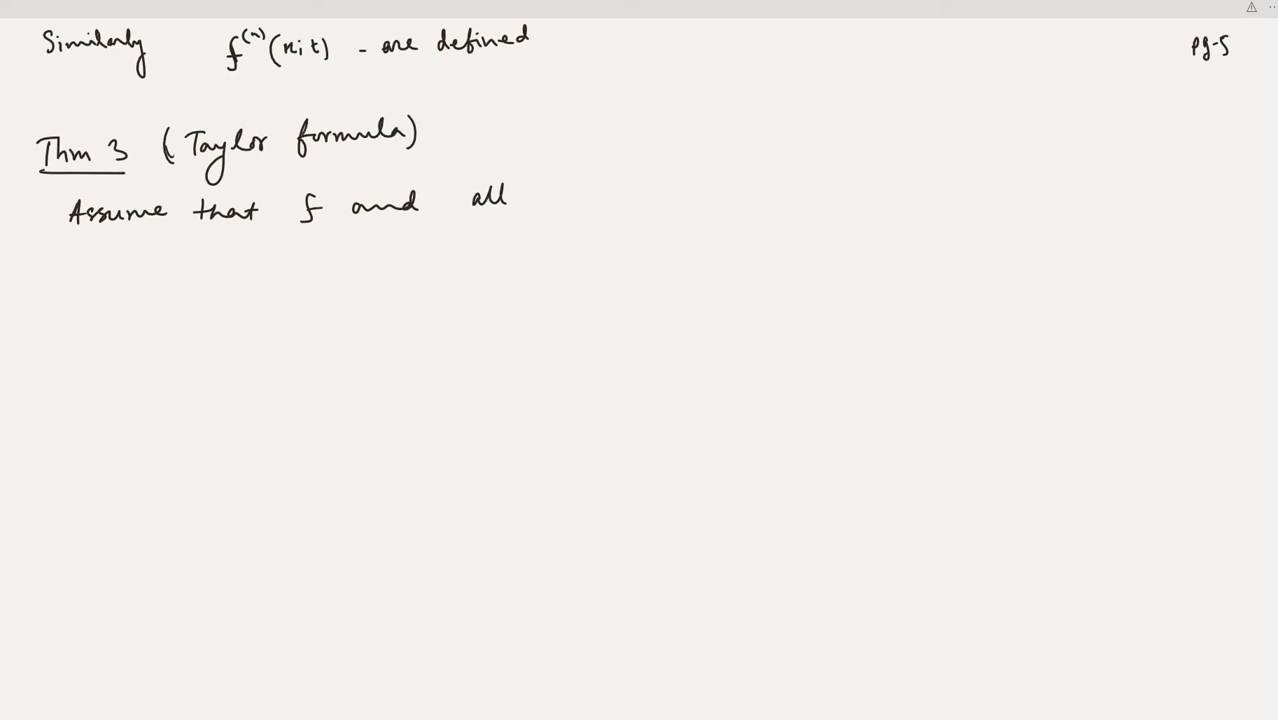 Similarly f^(n)(x; t) - are defined
Pg-5
Thm 3 (Taylor formula)
Assume that f and all